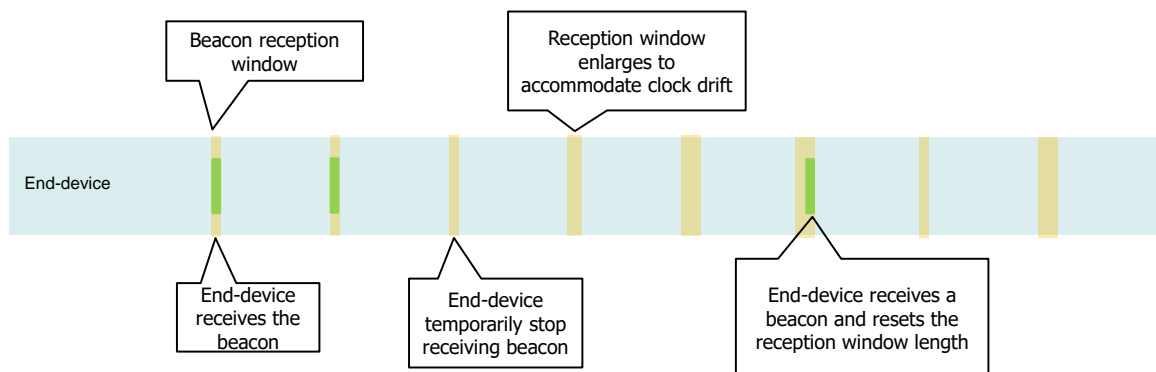 Beacon reception
window
Reception window
enlarges to
accommodate clock drift
End-device
End-device
receives the
beacon
End-device
temporarily stop
receiving beacon
End-device receives a
beacon and resets the
reception window length